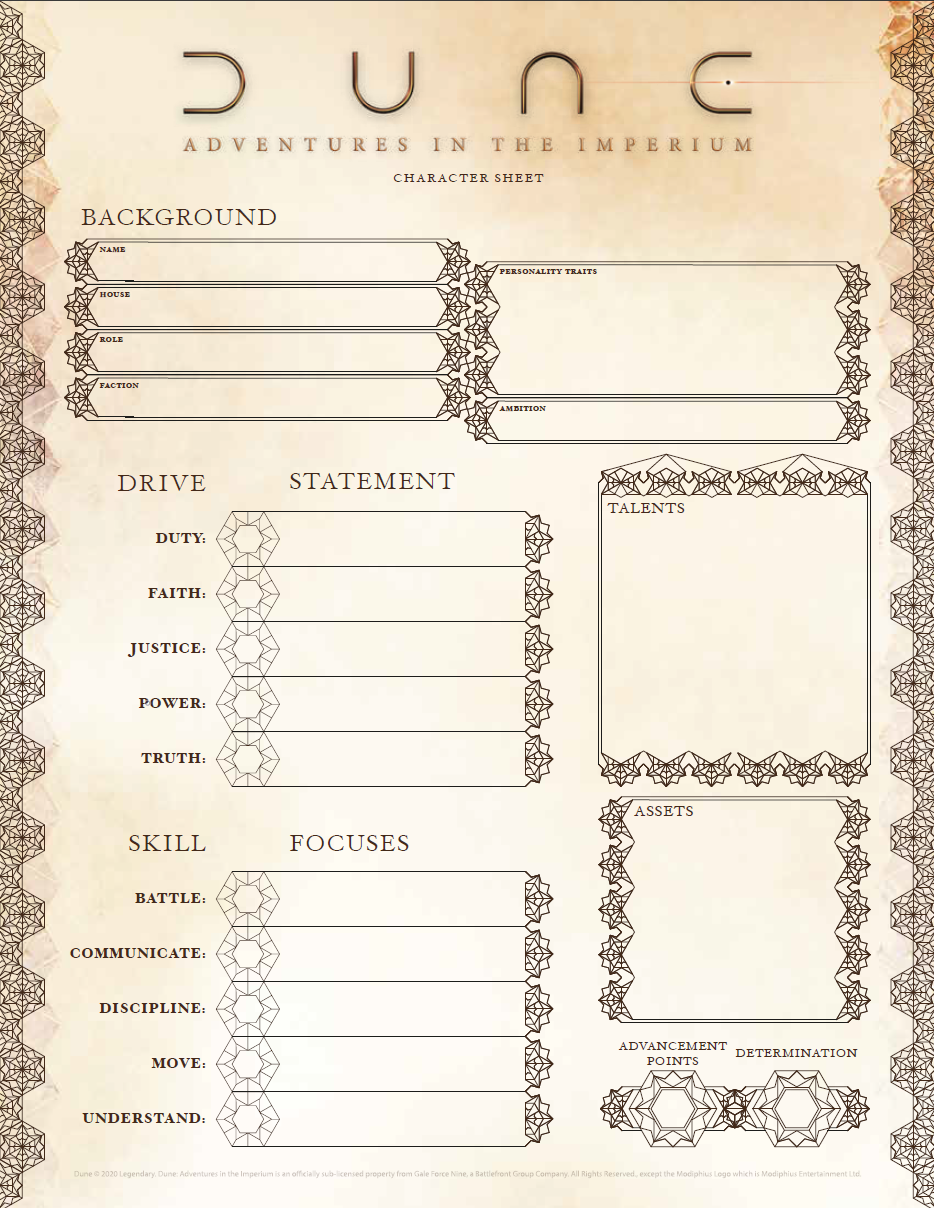 DUNE
ADVENTURES IN THE IMPERIUM
CHARACTER SHEET
BACKGROUND
NAME
HOUSE
ROLE
FACTION
PERSONALITY TRAITS
AMBITION
DRIVE STATEMENT
DUTY:
FAITH:
JUSTICE:
POWER:
TRUTH:
TALENTS
SKILL FOCUSES
BATTLE:
COMMUNICATE:
DISCIPLINE:
MOVE:
UNDERSTAND:
ASSETS
ADVANCEMENT
POINTS
DETERMINATION
Dune © 2020 Legendary. Dune: Adventures in the Imperium is an officially sub-licensed property from Gale Force Nine, a Battlefront Group Company. All Rights Reserved., except the Modiphius Logo which is Modiphius Entertainment Ltd.